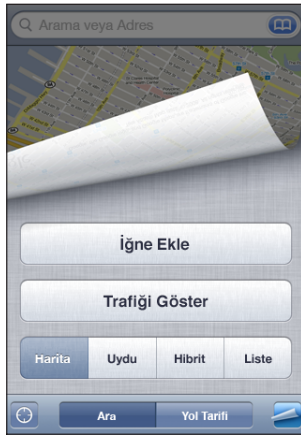 Arama veya Adres
İğne Ekle
Trafiği Göster
Harita Uydu Hibrit Liste
Ara Yol Tarifi